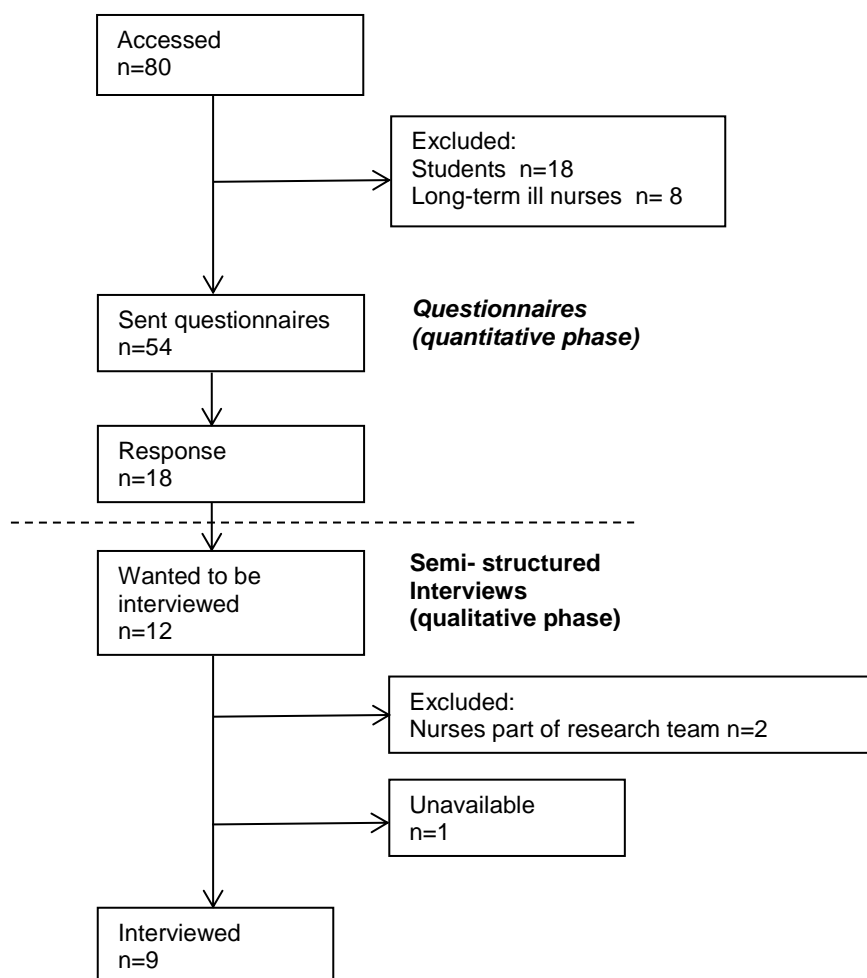 Accessed
n=80
Excluded:
Students n=18
Long-term ill nurses n= 8
Sent questionnaires
n=54
Questionnaires
(quantitative phase)
Response
n=18
Wanted to be
interviewed
n=12
Semi- structured
Interviews
(qualitative phase)
Excluded:
Nurses part of research team n=2
Unavailable
n=1
Interviewed
n=9